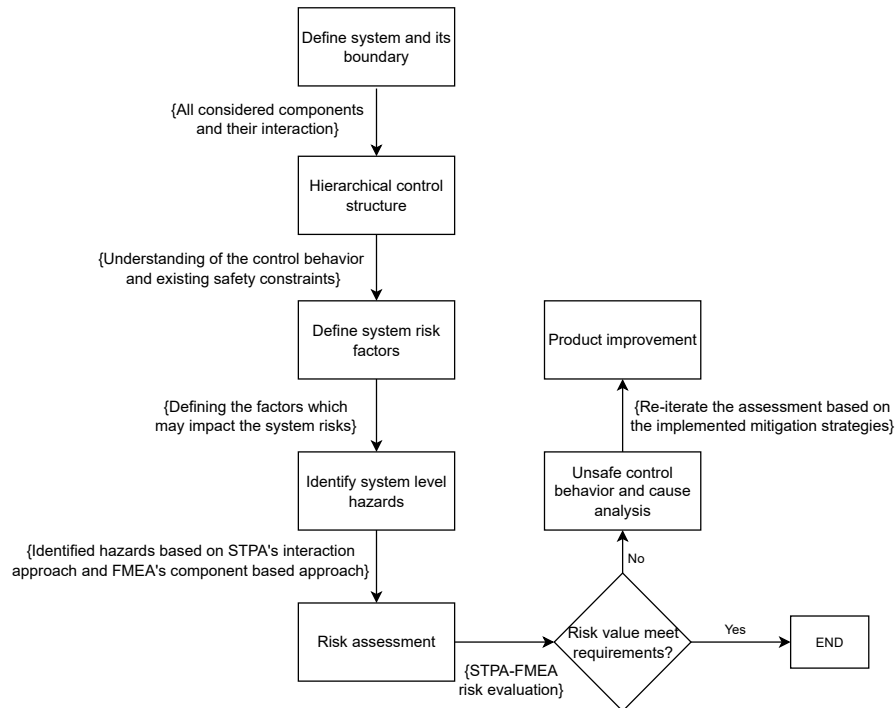 Define system and its
boundary
{All considered components
and their interaction}
Hierarchical control
structure
{Understanding of the control behavior
and existing safety constraints}
Define system risk
factors
Product improvement
{Defining the factors which
may impact the system risks}
{Re-iterate the assessment based on
the implemented mitigation strategies}
Identify system level
hazards
Unsafe control
behavior and cause
analysis
{Identified hazards based on STPA's interaction
approach and FMEA's component based approach}
No
Risk assessment
{STPA-FMEA
risk evaluation}
Risk value meet
requirements?
Yes
END